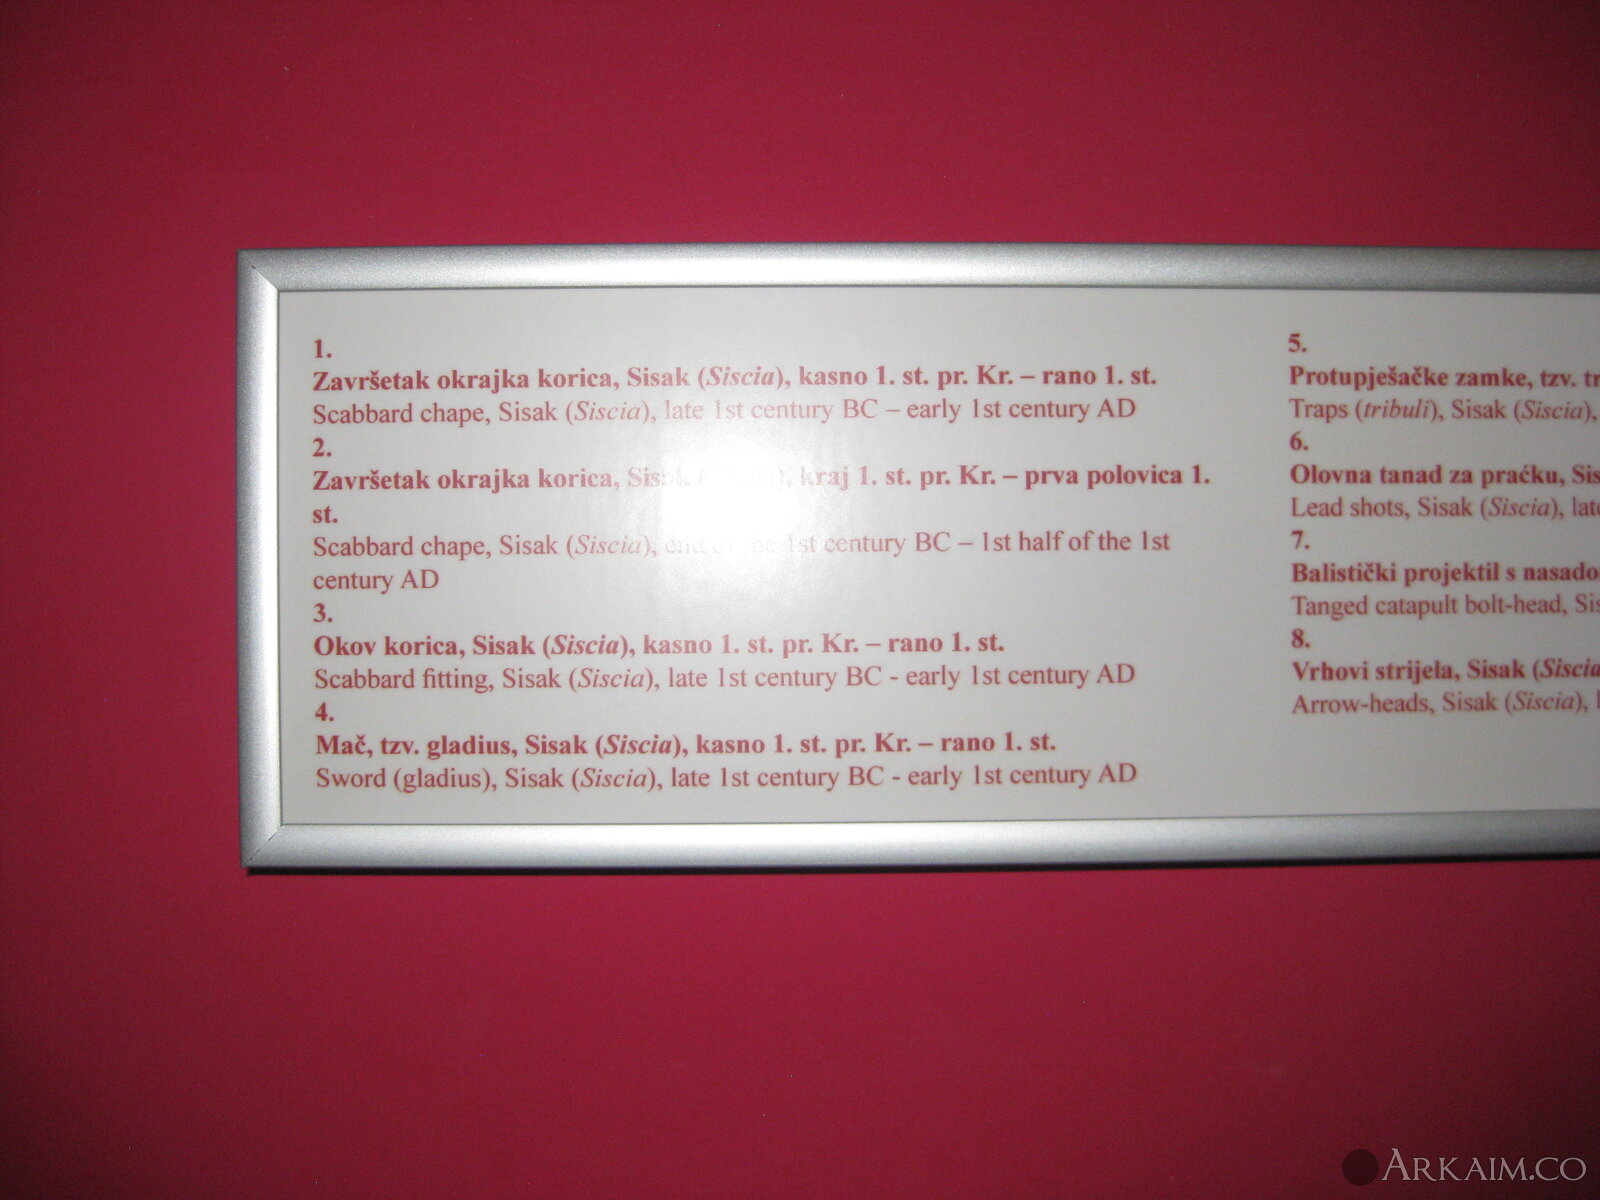 1.
Završetak okrajka korica, Sisak (Siscia), kasno 1. st. pr. Kr. – rano 1. st.
Scabbard chape, Sisak (Siscia), late 1st century BC – early 1st century AD
2.
Završetak okrajka korica, kraj 1. st. pr. Kr. – prva polovica 1.
st.
Scabbard chape, Sisak (Siscia), end of the 1st century BC – 1st half of the 1st
century AD
3.
Okov korica, Sisak (Siscia), kasno 1. st. pr. Kr. – rano 1. st.
Scabbard fitting, Sisak (Siscia), late 1st century BC - early 1st century AD
4.
Mač, tzv. gladius, Sisak (Siscia), kasno 1. st. pr. Kr. – rano 1. st.
Sword (gladius), Sisak (Siscia), late 1st century BC - early 1st century AD
5.
Protupješačke zamke, tzv.
Traps (tribuli), Sisak (Siscia),
6.
Olovna tanad za praćku,
Lead shots, Sisak (Siscia),
7.
Balistički projektil s
Tanged catapult bolt-head,
8.
Vrhovi strijela, Sisak (Siscia
Arrow-heads, Sisak (Siscia),
ARKAIM.CO